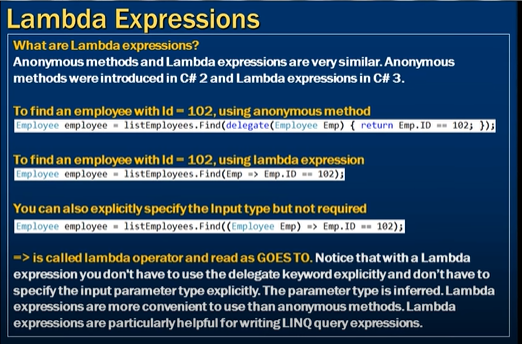 Lambda Expressions
What are Lambda expressions?
Anonymous methods and Lambda expressions are very similar. Anonymous
methods were introduced in C# 2 and Lambda expressions in C# 3.
To find an employee with Id = 102, using anonymous method
Employee employee = listEmployees.Find(delegate(Employee Emp) { return Emp.ID == 102; });
To find an employee with Id = 102, using lambda expression
Employee employee = listEmployees.Find(Emp => Emp.ID == 102);
You can also explicitly specify the Input type but not required
Employee employee = listEmployees.Find((Employee Emp) => Emp.ID == 102);
=> is called lambda operator and read as GOES TO. Notice that with a Lambda
expression you don't have to use the delegate keyword explicitly and don't have to
specify the input parameter type explicitly. The parameter type is inferred. Lambda
expressions are more convenient to use than anonymous methods. Lambda
expressions are particularly helpful for writing LINQ query expressions.